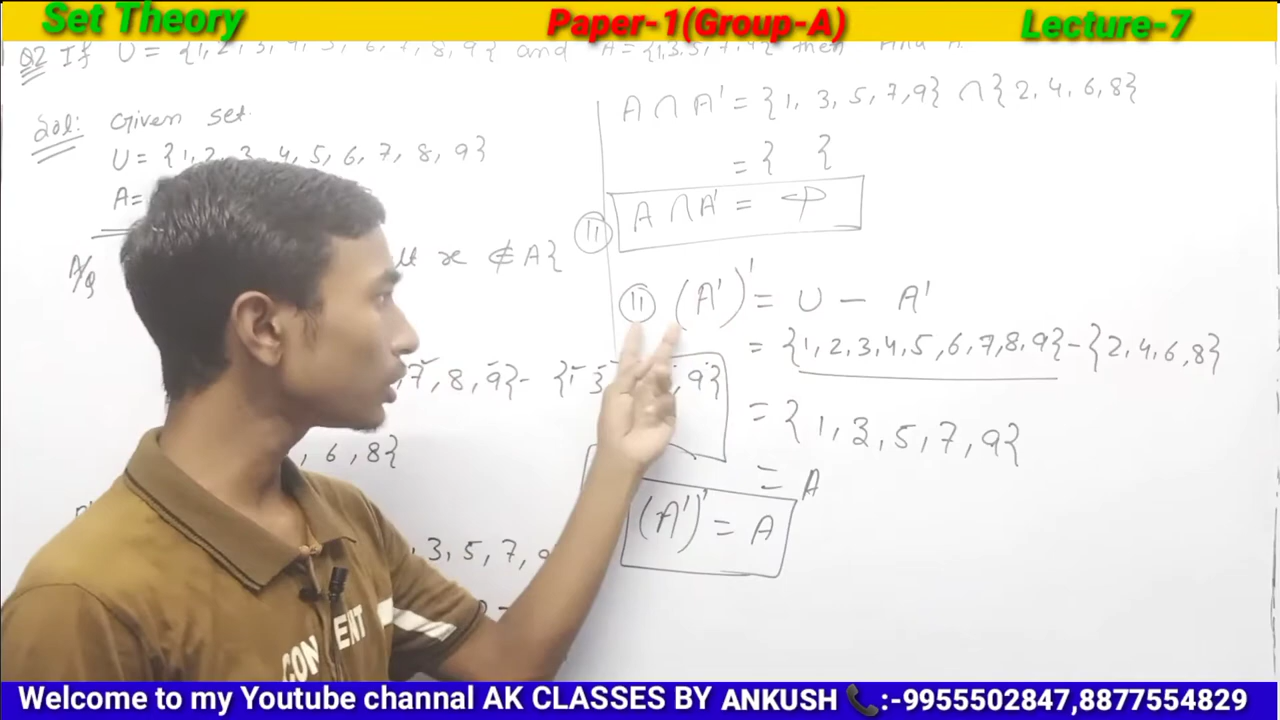 Set Theory
Paper-1(Group-A)
Lecture-7
Q2 If U = {1, 2, 3, 4, 5, 6, 7, 8, 9} and A = {1,3,5,7,9} then find
Sol: Given set.
U = {1, 2, 3, 4, 5, 6, 7, 8, 9}
A=
A/Q
x ∉ A}
, 7, 8, 9} - {1 3 , 9}
, 6, 8}
, 3, 5, 7, 9
A ∩ A' = {1, 3, 5, 7, 9} ∩ {2, 4, 6, 8}
= { {
(11) A ∩ A' = ϕ
(11) (A')' = U - A'
= {1, 2, 3, 4, 5, 6, 7, 8, 9} - {2, 4, 6, 8}
= {1, 3, 5, 7, 9}
= A
(A')' = A
CON ENT
Welcome to my Youtube channal AK CLASSES BY ANKUSH 📞:-9955502847,8877554829